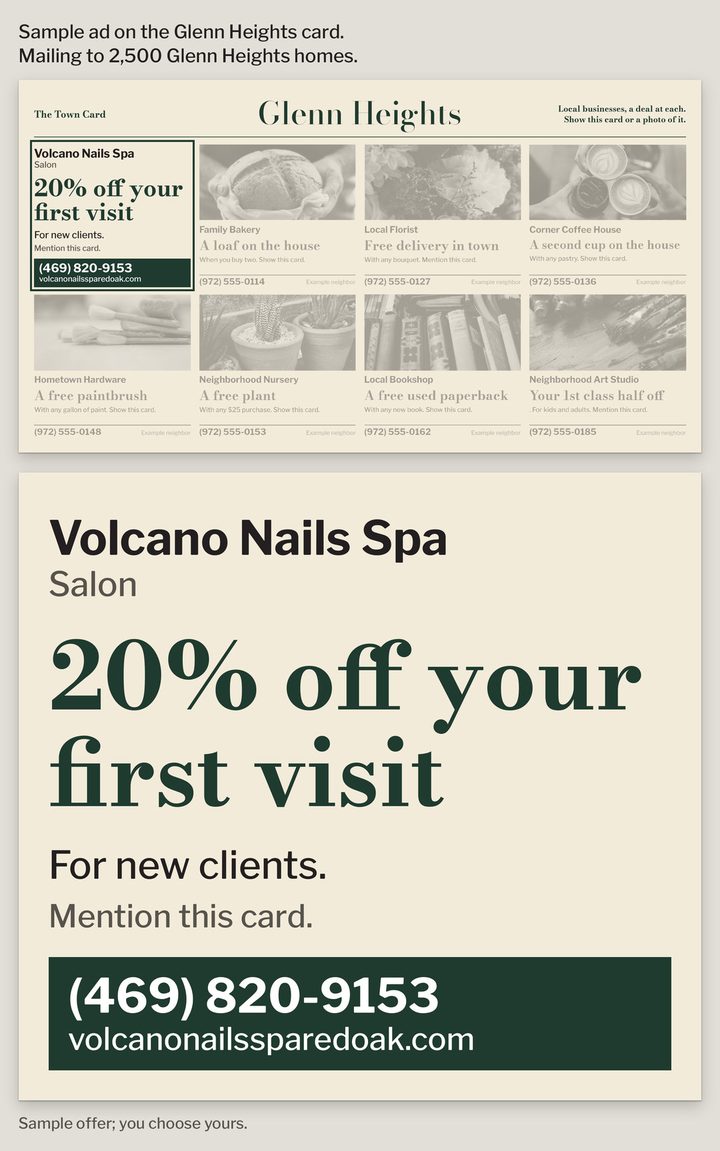 Sample ad on the Glenn Heights card.
Mailing to 2,500 Glenn Heights homes.
The Town Card
Glenn Heights
Local businesses, a deal at each.
Show this card or a photo of it.
Volcano Nails Spa
Salon
20% off your
first visit
For new clients.
Mention this card.
(469) 820-9153
volcanonailssparedoak.com
Family Bakery
A loaf on the house
When you buy two. Show this card.
(972) 555-0114
Example neighbor
Local Florist
Free delivery in town
With any bouquet. Mention this card.
(972) 555-0127
Example neighbor
Corner Coffee House
A second cup on the house
With any pastry. Show this card.
(972) 555-0136
Example neighbor
Hometown Hardware
A free paintbrush
With any gallon of paint. Show this card.
(972) 555-0148
Example neighbor
Neighborhood Nursery
A free plant
With any $25 purchase. Show this card.
(972) 555-0153
Example neighbor
Local Bookshop
A free used paperback
With any new book. Show this card.
(972) 555-0162
Example neighbor
Neighborhood Art Studio
Your 1st class half off
For kids and adults. Mention this card.
(972) 555-0185
Example neighbor
Volcano Nails Spa
Salon
20% off your
first visit
For new clients.
Mention this card.
(469) 820-9153
volcanonailssparedoak.com
Sample offer; you choose yours.